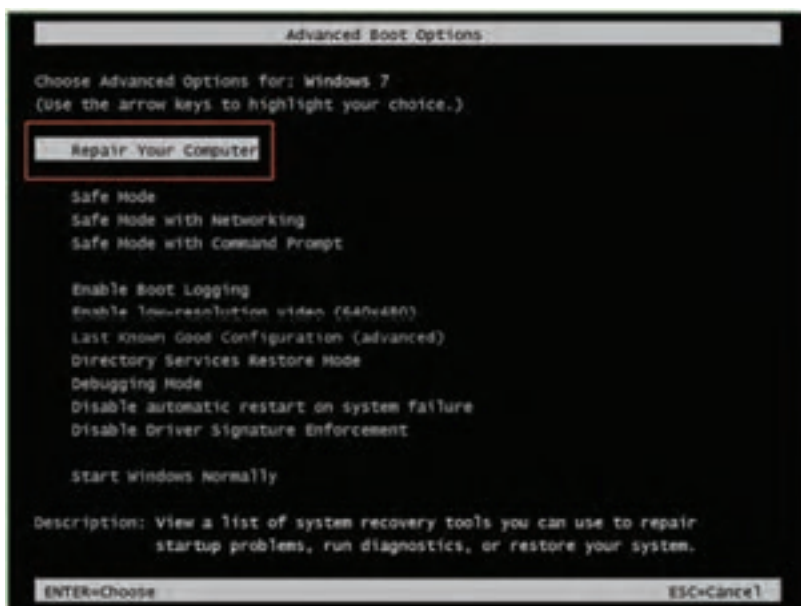 Advanced Boot Options
Choose Advanced Options for: Windows 7
(Use the arrow keys to highlight your choice.)
Repair Your Computer
Safe Mode
Safe Mode with Networking
Safe Mode with Command Prompt
Enable Boot Logging
Enable low-resolution video (640x480)
Last Known Good Configuration (advanced)
Directory Services Restore Mode
Debugging Mode
Disable automatic restart on system failure
Disable Driver Signature Enforcement
Start Windows Normally
Description: View a list of system recovery tools you can use to repair
startup problems, run diagnostics, or restore your system.
ENTER=Choose ESC=Cancel